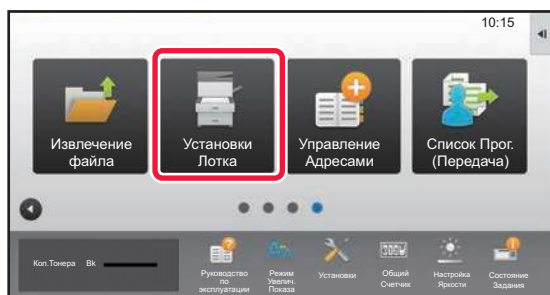 10:15
Извлечение
файла
Установки
Лотка
Управление
Адресами
Список Прог.
(Передача)
Кол.Тонера Bk
Руководство
по
эксплуатации
Режим
Увелич.
Показа
Установки
Общий
Счетчик
Настройка
Яркости
Состояние
Задания